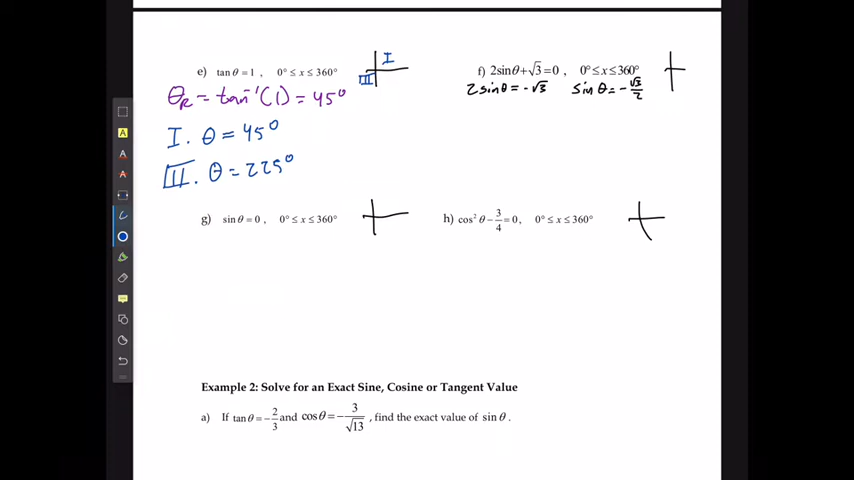 e) tan θ = 1 , 0° ≤ x ≤ 360°
I
III
θR = tan⁻¹(1) = 45°
I. θ = 45°
III. θ = 225°
f) 2sinθ + √3 = 0 , 0° ≤ x ≤ 360°
2sinθ = -√3 sin θ = -√3/2
g) sin θ = 0 , 0° ≤ x ≤ 360°
h) cos² θ - 3/4 = 0, 0° ≤ x ≤ 360°
Example 2: Solve for an Exact Sine, Cosine or Tangent Value
a) If tan θ = -2/3 and cos θ = -3/√13 , find the exact value of sin θ .